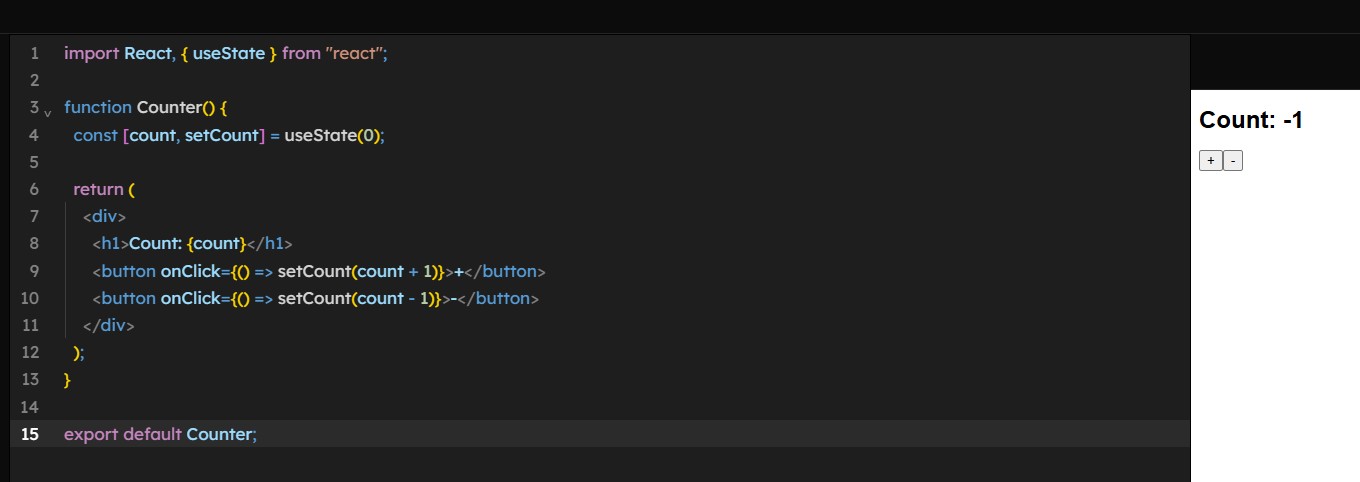 1 import React, { useState } from "react";
2
3 function Counter() {
4 const [count, setCount] = useState(0);
5
6 return (
7 <div>
8 <h1>Count: {count}</h1>
9 <button onClick={() => setCount(count + 1)}>+</button>
10 <button onClick={() => setCount(count - 1)}>-</button>
11 </div>
12 );
13 }
14
15 export default Counter;
Count: -1
+ -